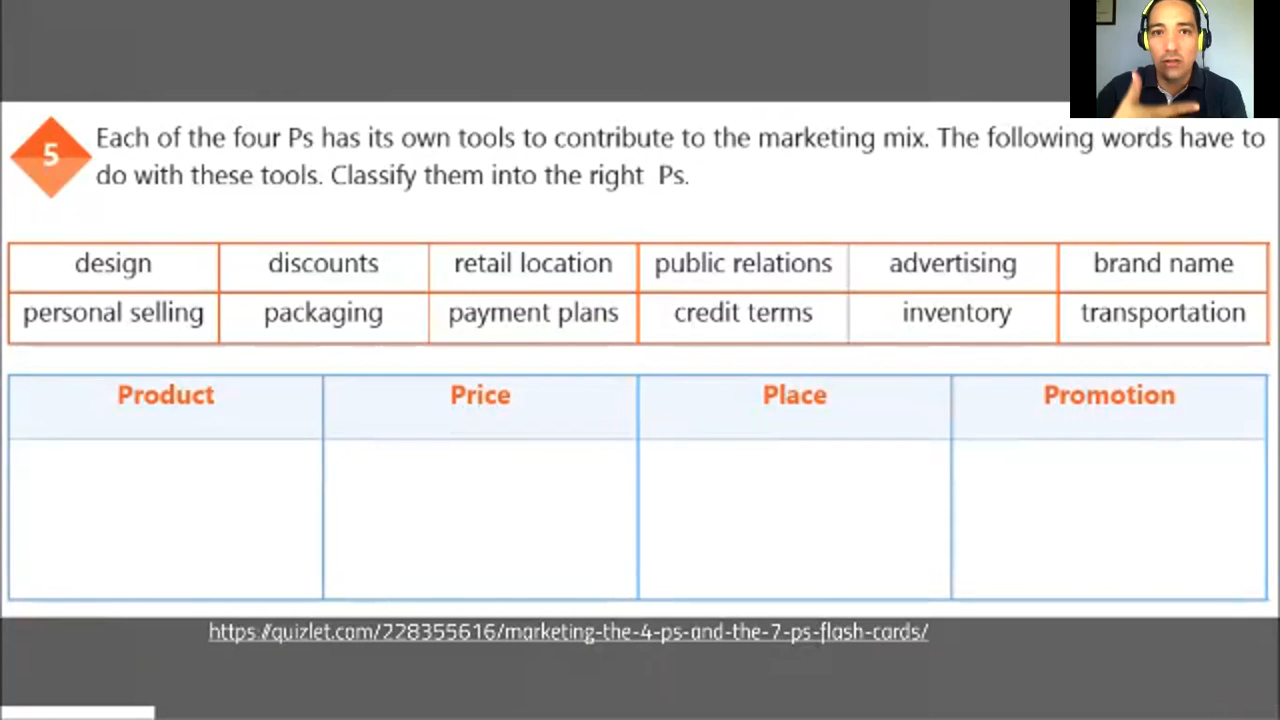 5
Each of the four Ps has its own tools to contribute to the marketing mix. The following words have to
do with these tools. Classify them into the right Ps.
design discounts retail location public relations advertising brand name
personal selling packaging payment plans credit terms inventory transportation
Product Price Place Promotion
https://quizlet.com/228355616/marketing-the-4-ps-and-the-7-ps-flash-cards/